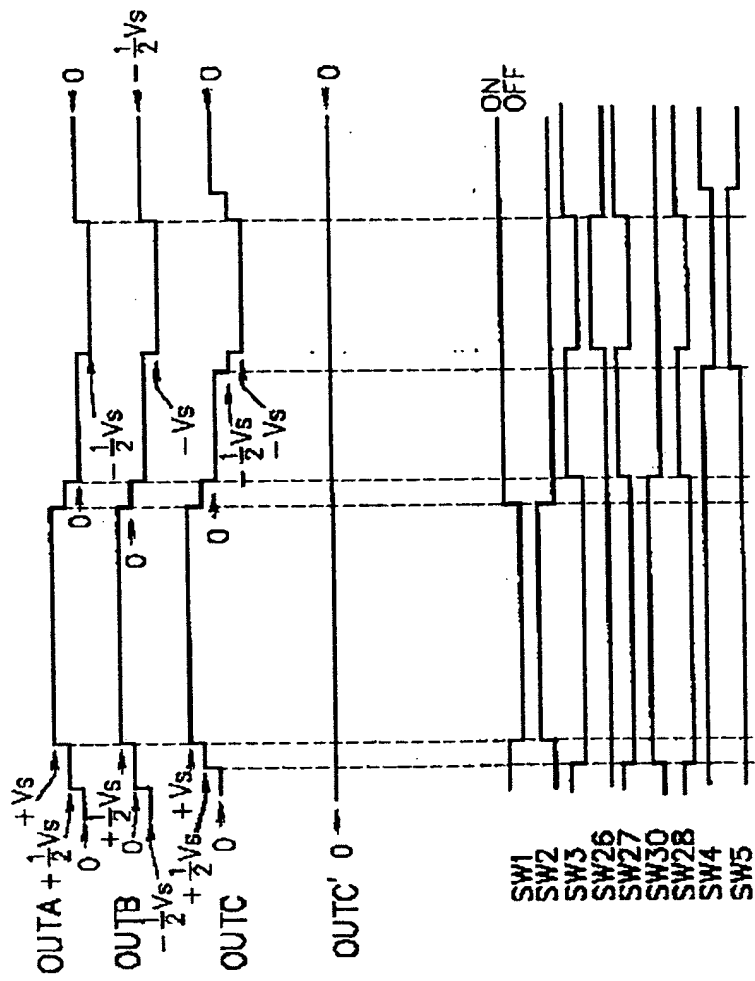 OUTA
+Vs
+1/2Vs
0
0
-1/2Vs
0
OUTB
+1/2Vs
0
-1/2Vs
0
-Vs
-1/2Vs
OUTC
+Vs
+1/2Vs
0
0
-1/2Vs
-Vs
0
OUTC'
0
0
ON
OFF
SW1
SW2
SW3
SW26
SW27
SW30
SW28
SW4
SW5